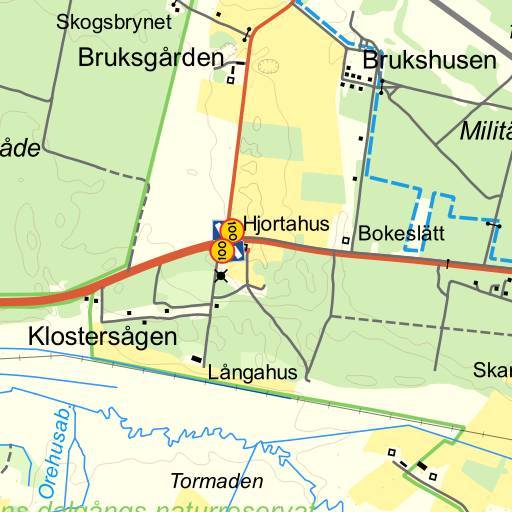 Skogsbrynet
Bruksgården
Brukshusen
Militä
åde
100
Hjortahus
100
Bokeslätt
Klostersågen
Långahus
Skar
Orehusab.
Tormaden
ns dalgångs naturreservat